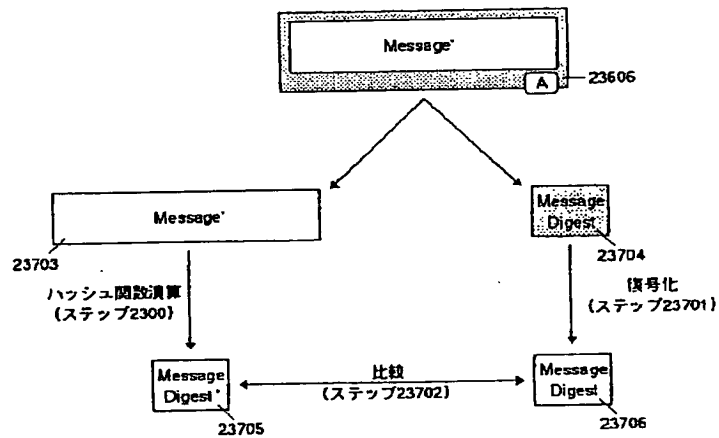 Message'
A
23606
Message'
23703
Message
Digest
23704
ハッシュ関数演算
(ステップ2300)
復号化
(ステップ23701)
Message
Digest'
23705
比較
(ステップ23702)
Message
Digest
23706